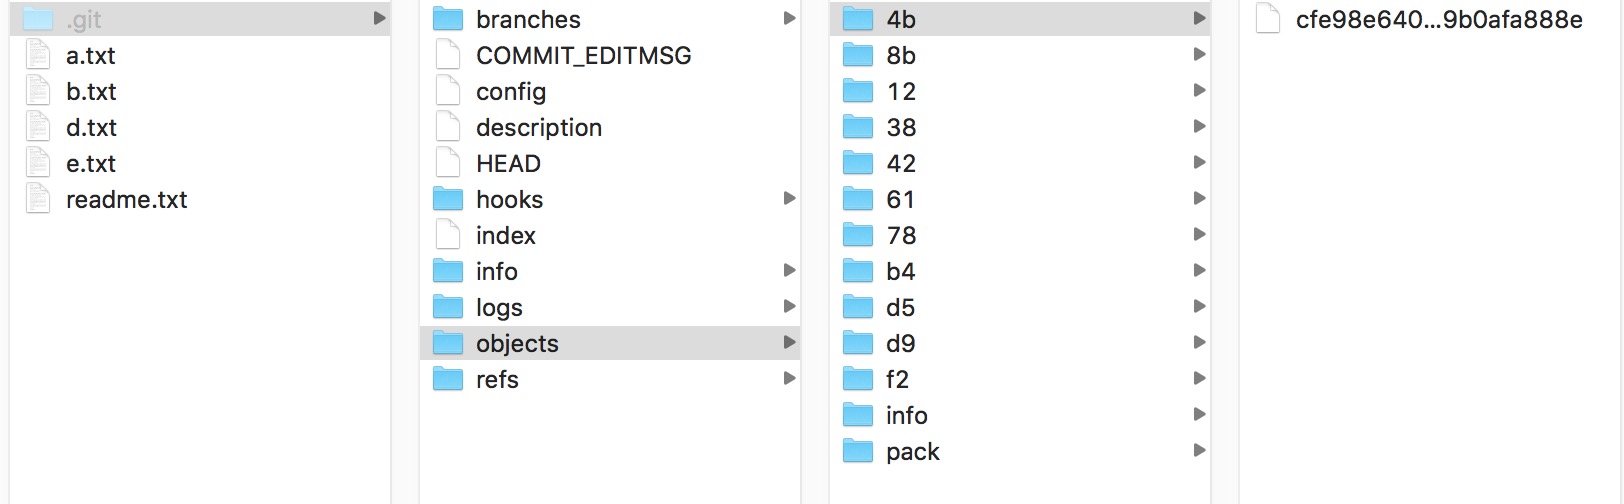 .git
a.txt
b.txt
d.txt
e.txt
readme.txt
branches
COMMIT_EDITMSG
config
description
HEAD
hooks
index
info
logs
objects
refs
4b
8b
12
38
42
61
78
b4
d5
d9
f2
info
pack
cfe98e640...9b0afa888e